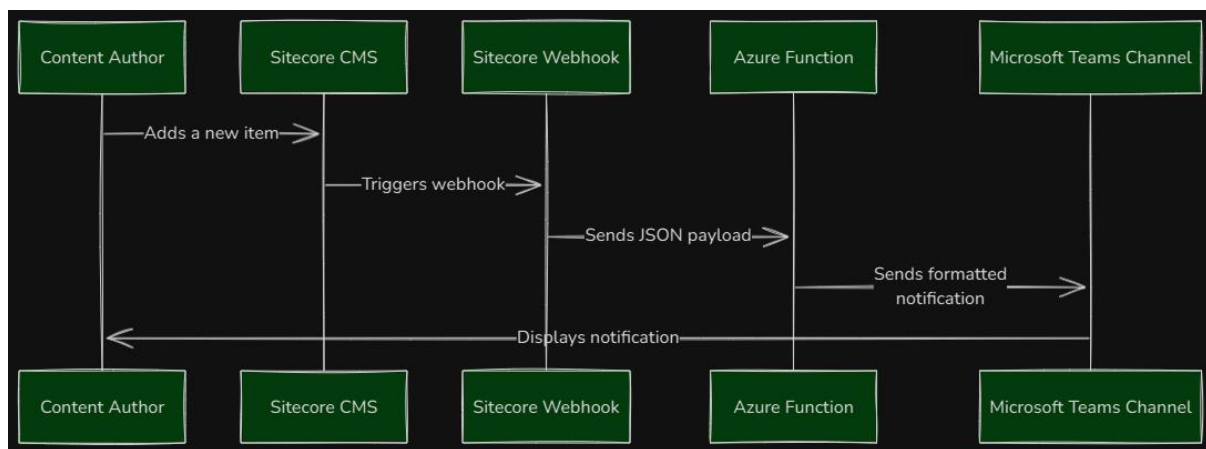 Content Author
Sitecore CMS
Sitecore Webhook
Azure Function
Microsoft Teams Channel
Adds a new item
Triggers webhook
Sends JSON payload
Sends formatted
notification
Displays notification
Content Author
Sitecore CMS
Sitecore Webhook
Azure Function
Microsoft Teams Channel